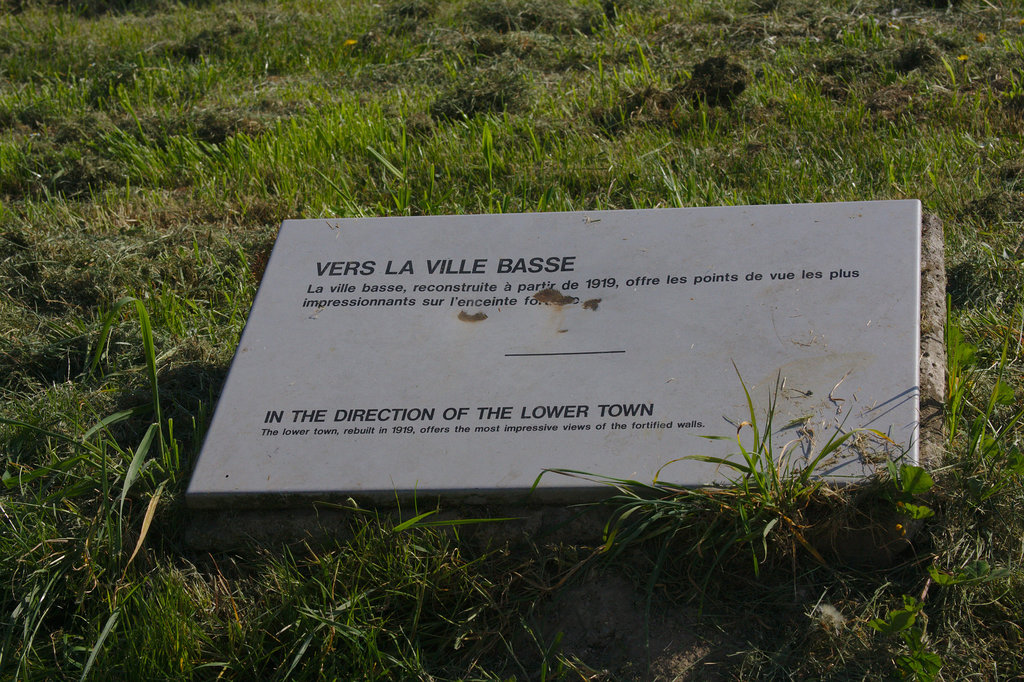 VERS LA VILLE BASSE
La ville basse, reconstruite à partir de 1919, offre les points de vue les plus
impressionnants sur l'enceinte
IN THE DIRECTION OF THE LOWER TOWN
The lower town, rebuilt in 1919, offers the most impressive views of the fortified walls.